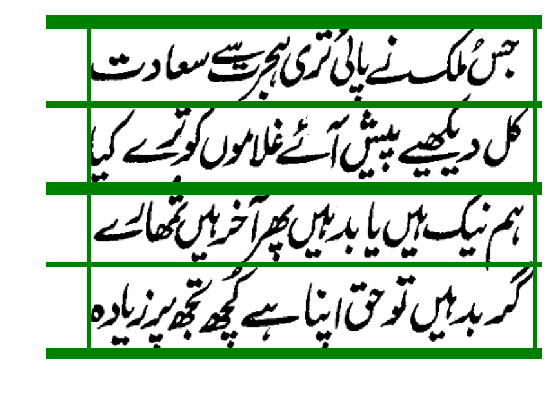 جس ملک نے پائی تری ہجرت سے سعادت
کل دیکھیے پیش آئے غلاموں کو ترے کیا
ہم نیک ہیں یا بد ہیں پھر آخر ہیں تمھارے
گر بد ہیں تو حق اپنا ہے کچھ تجھ پر زیادہ